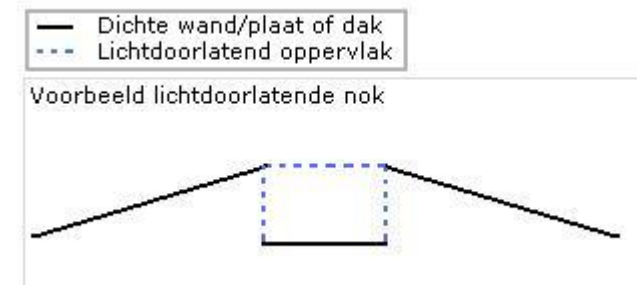 Dichte wand/plaat of dak
Lichtdoorlatend oppervlak
Voorbeeld lichtdoorlatende nok